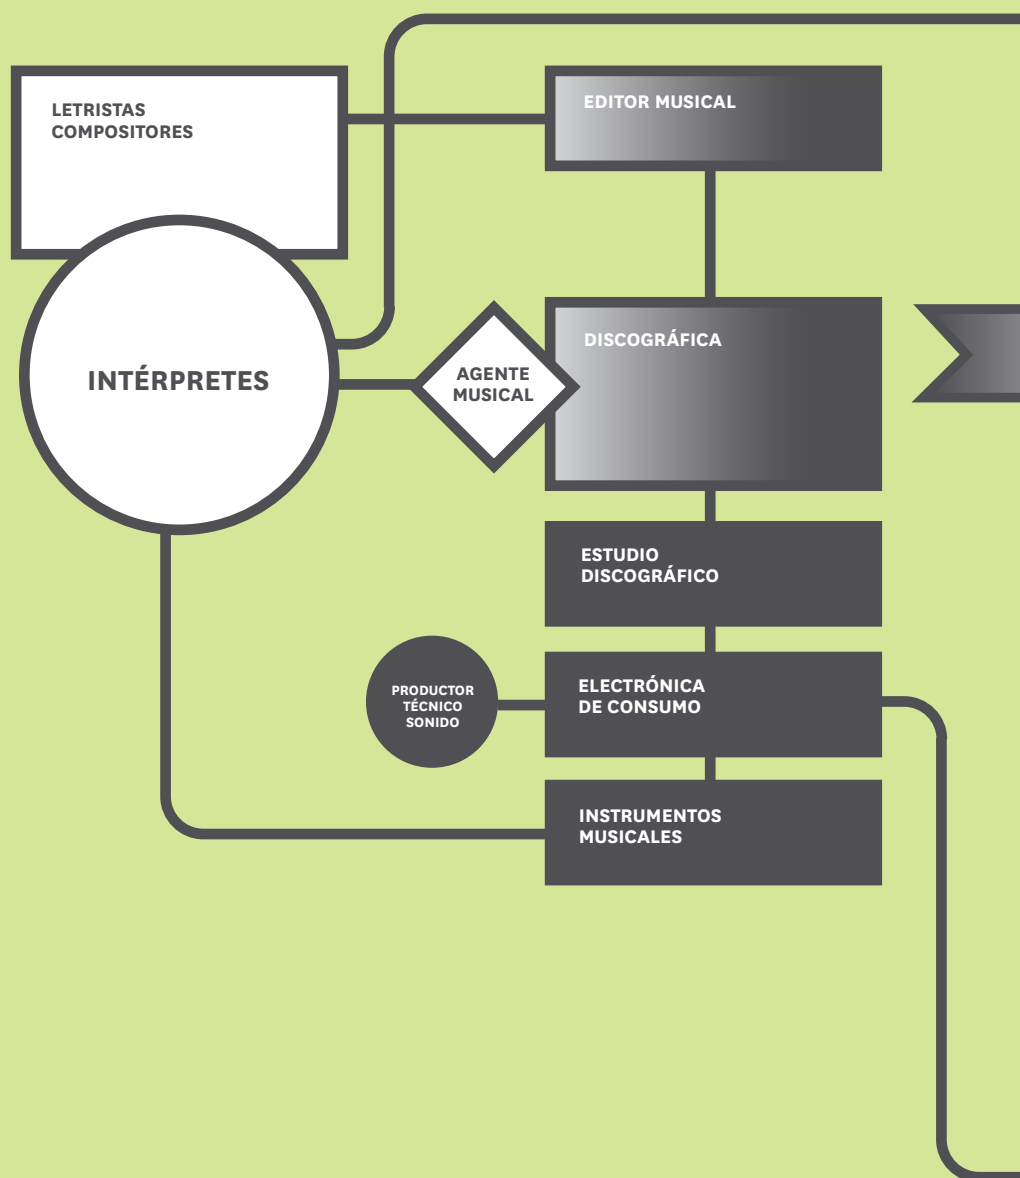 LETRISTAS
COMPOSITORES
EDITOR MUSICAL
DISCOGRÁFICA
INTÉRPRETES
AGENTE
MUSICAL
ESTUDIO
DISCOGRÁFICO
ELECTRÓNICA
DE CONSUMO
PRODUCTOR
TÉCNICO
SONIDO
INSTRUMENTOS
MUSICALES